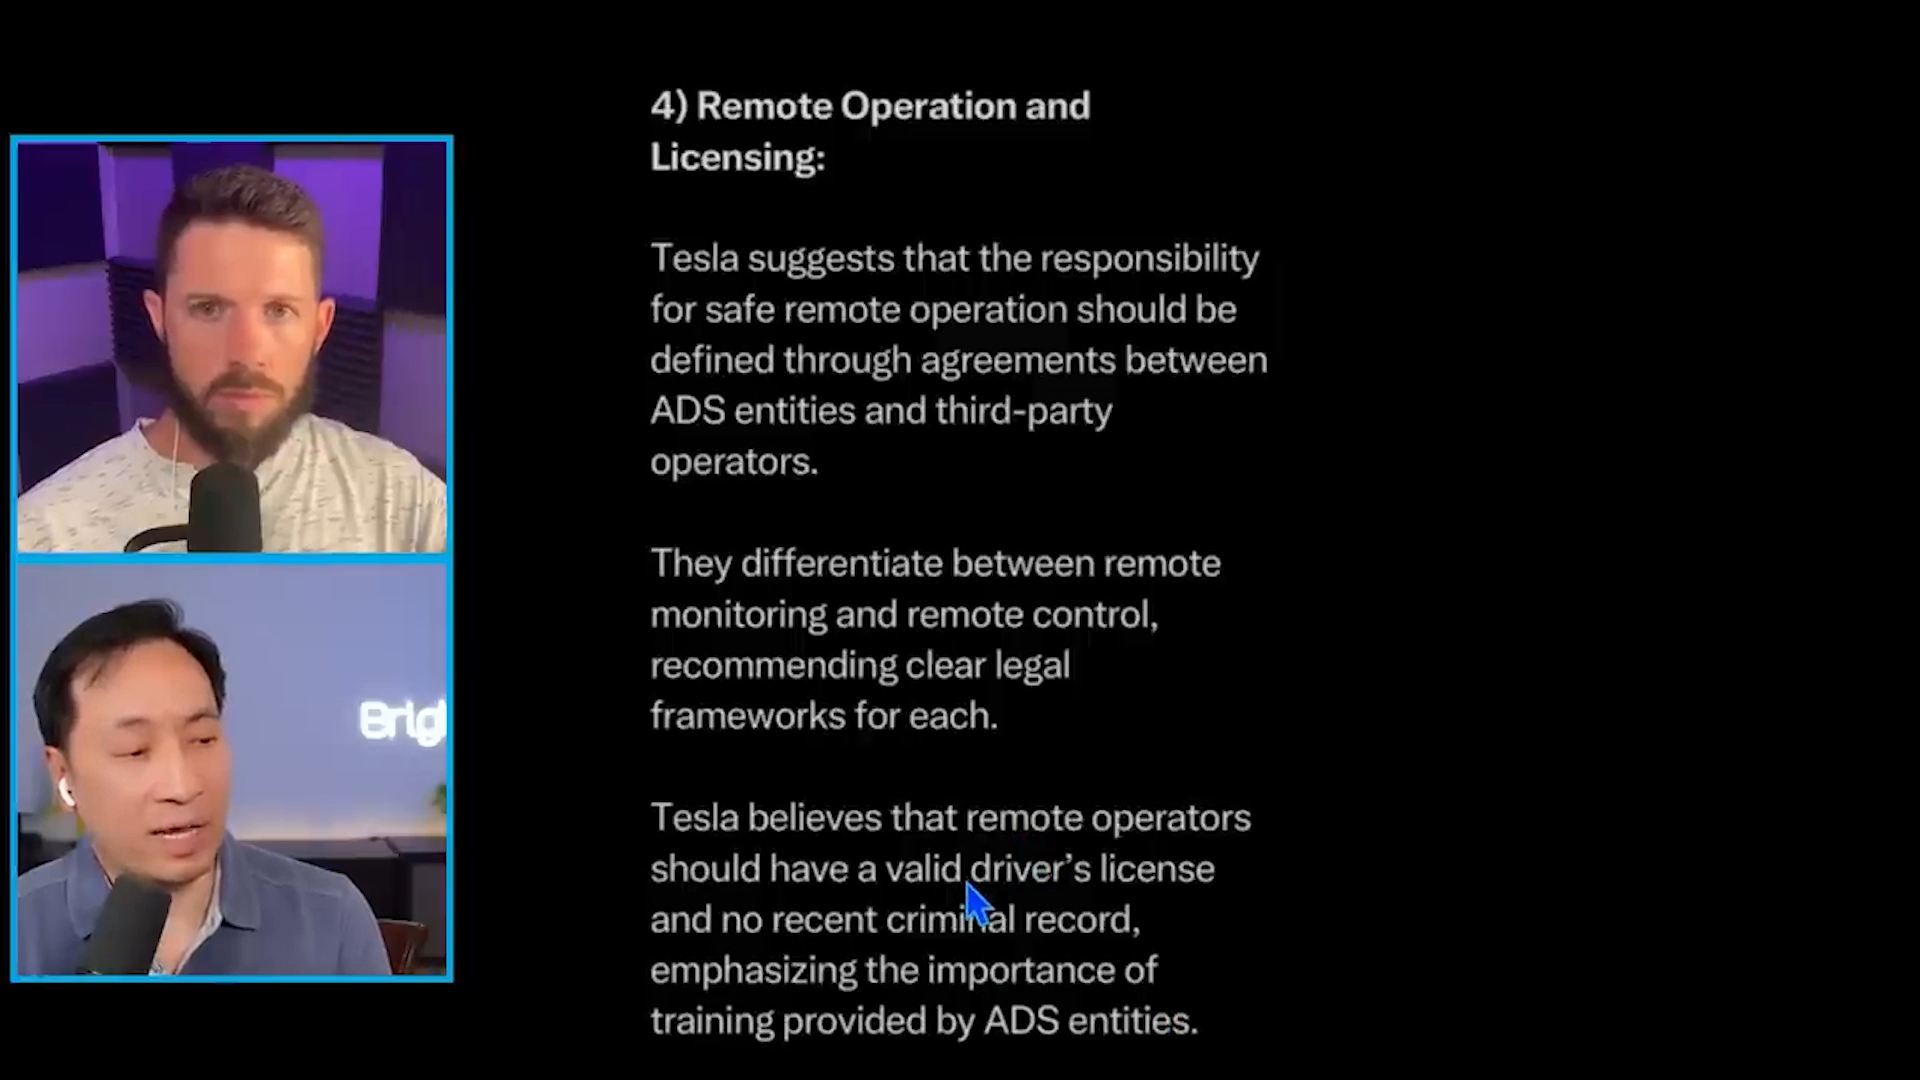 4) Remote Operation and
Licensing:
Tesla suggests that the responsibility
for safe remote operation should be
defined through agreements between
ADS entities and third-party
operators.
They differentiate between remote
monitoring and remote control,
recommending clear legal
frameworks for each.
Tesla believes that remote operators
should have a valid driver’s license
and no recent criminal record,
emphasizing the importance of
training provided by ADS entities.
Brig